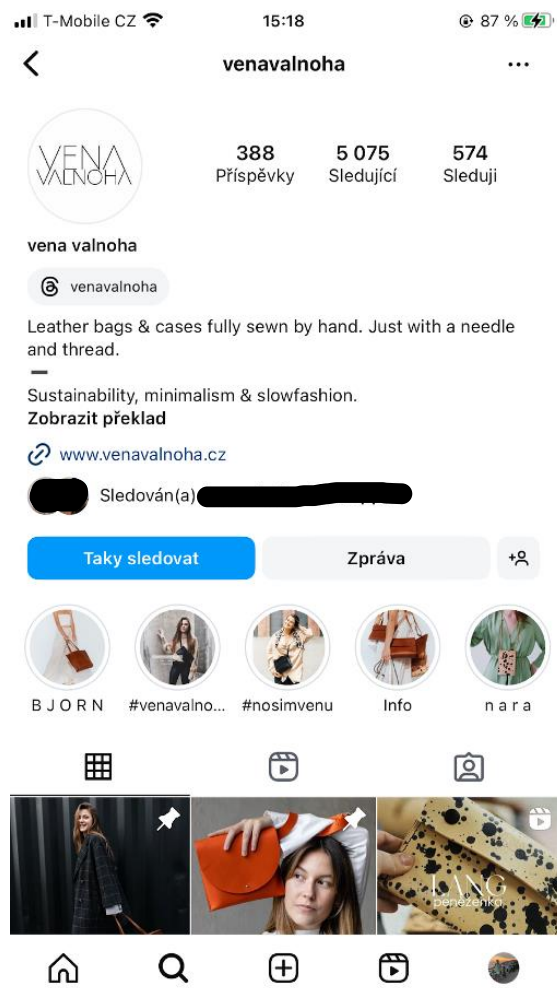 T-Mobile CZ 15:18 87 %
venavalnoha
VENA
VALNOHA
388 5 075 574
Příspěvky Sledující Sleduji
vena valnoha
venavalnoha
Leather bags & cases fully sewn by hand. Just with a needle
and thread.
—
Sustainability, minimalism & slowfashion.
Zobrazit překlad
www.venavalnoha.cz
Sledován(a)
Taky sledovat Zpráva
B J O R N #venavalno... #nosimvenu Info n a r a
LANG
peněženka